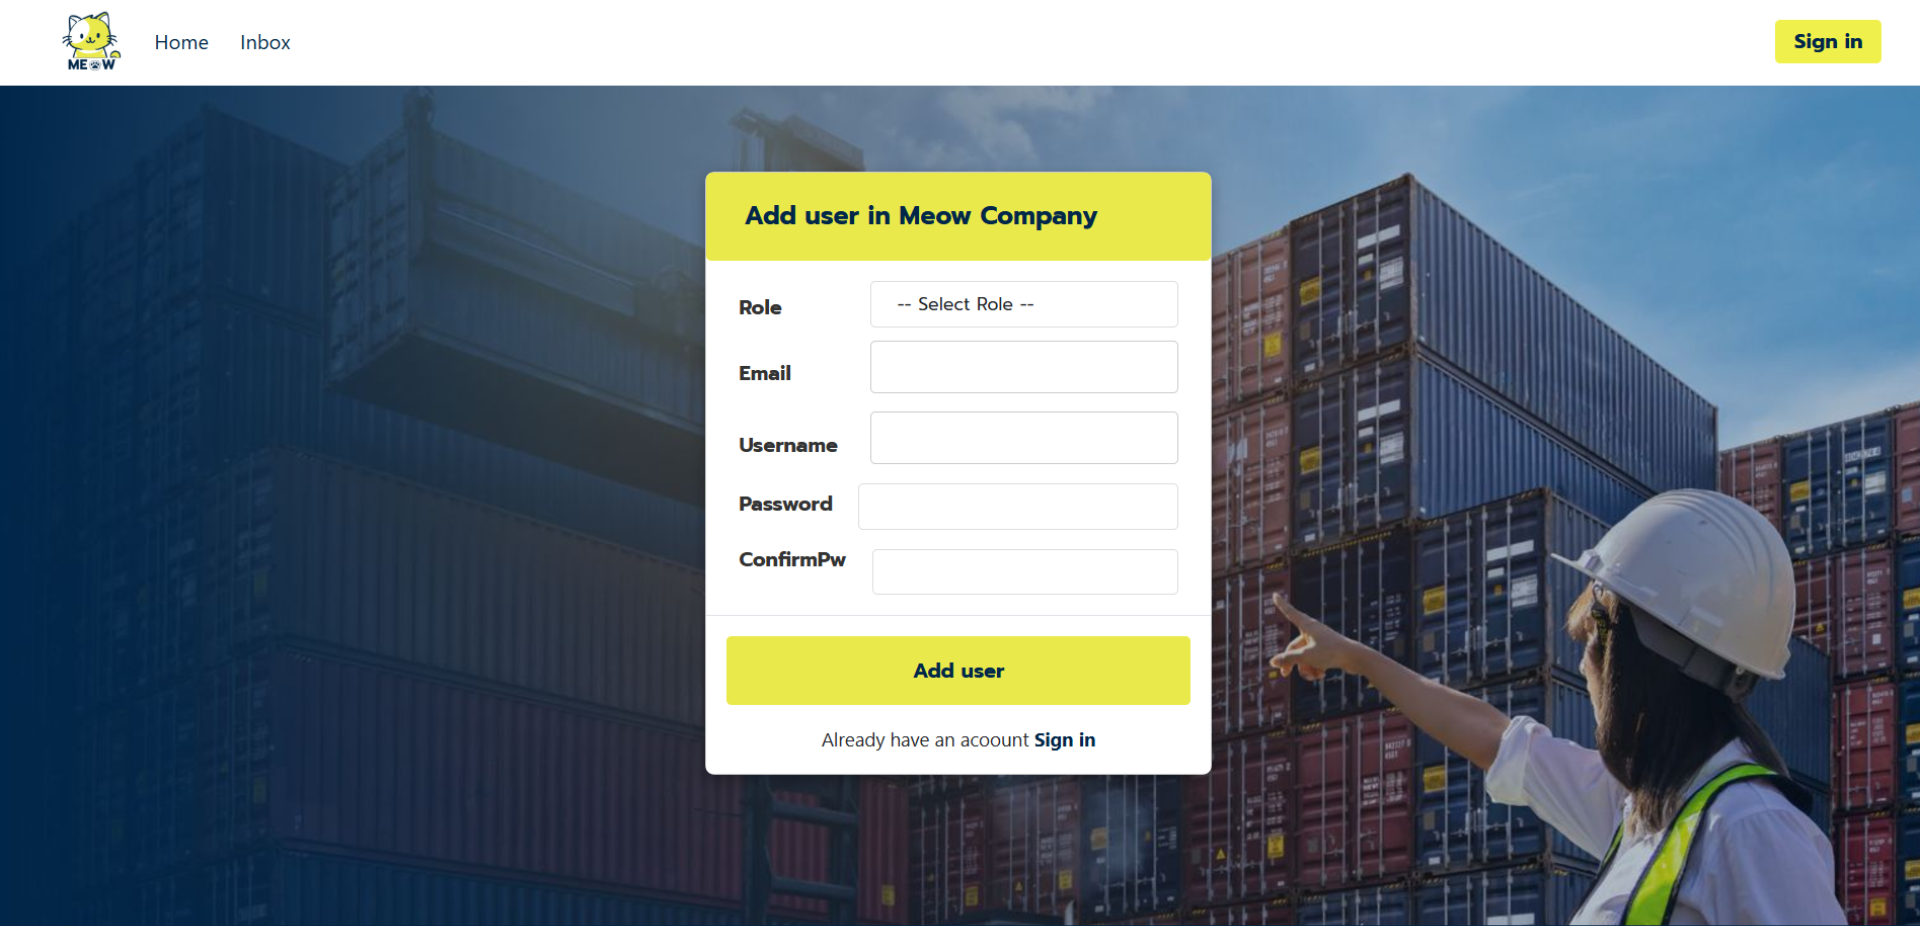 MEOW
Home
Inbox
Sign in
Add user in Meow Company
Role
-- Select Role --
Email
Username
Password
ConfirmPw
Add user
Already have an acoount Sign in